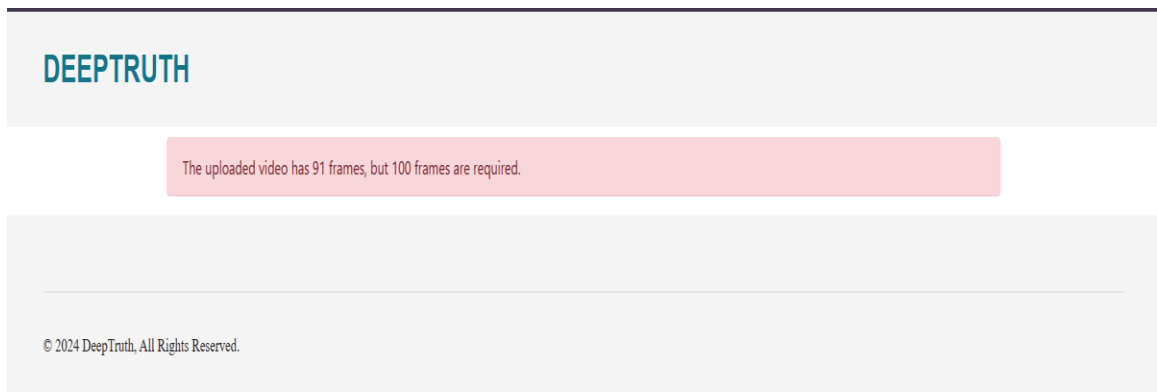 DEEPTRUTH
The uploaded video has 91 frames, but 100 frames are required.
© 2024 DeepTruth, All Rights Reserved.